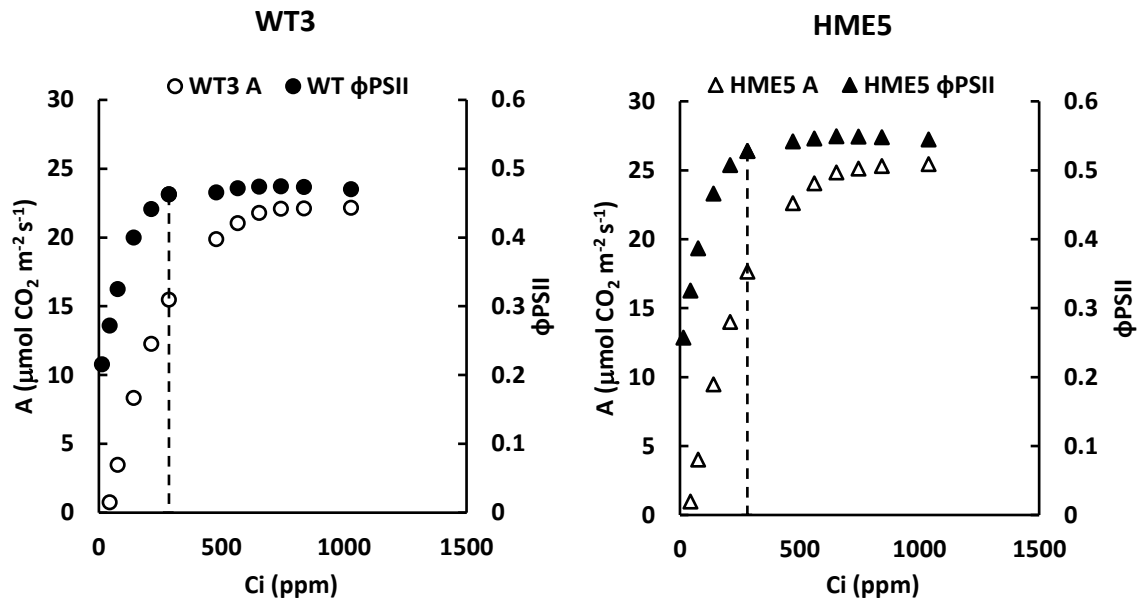 WT3
WT3 A WT ϕPSII
30
25
20
15
10
5
0
A (μmol CO₂ m⁻² s⁻¹)
0.6
0.5
0.4
0.3
0.2
0.1
0
ϕPSII
0 500 1000 1500
Ci (ppm)
HME5
HME5 A HME5 ϕPSII
30
25
20
15
10
5
0
A (μmol CO₂ m⁻² s⁻¹)
0.6
0.5
0.4
0.3
0.2
0.1
0
ϕPSII
0 500 1000 1500
Ci (ppm)